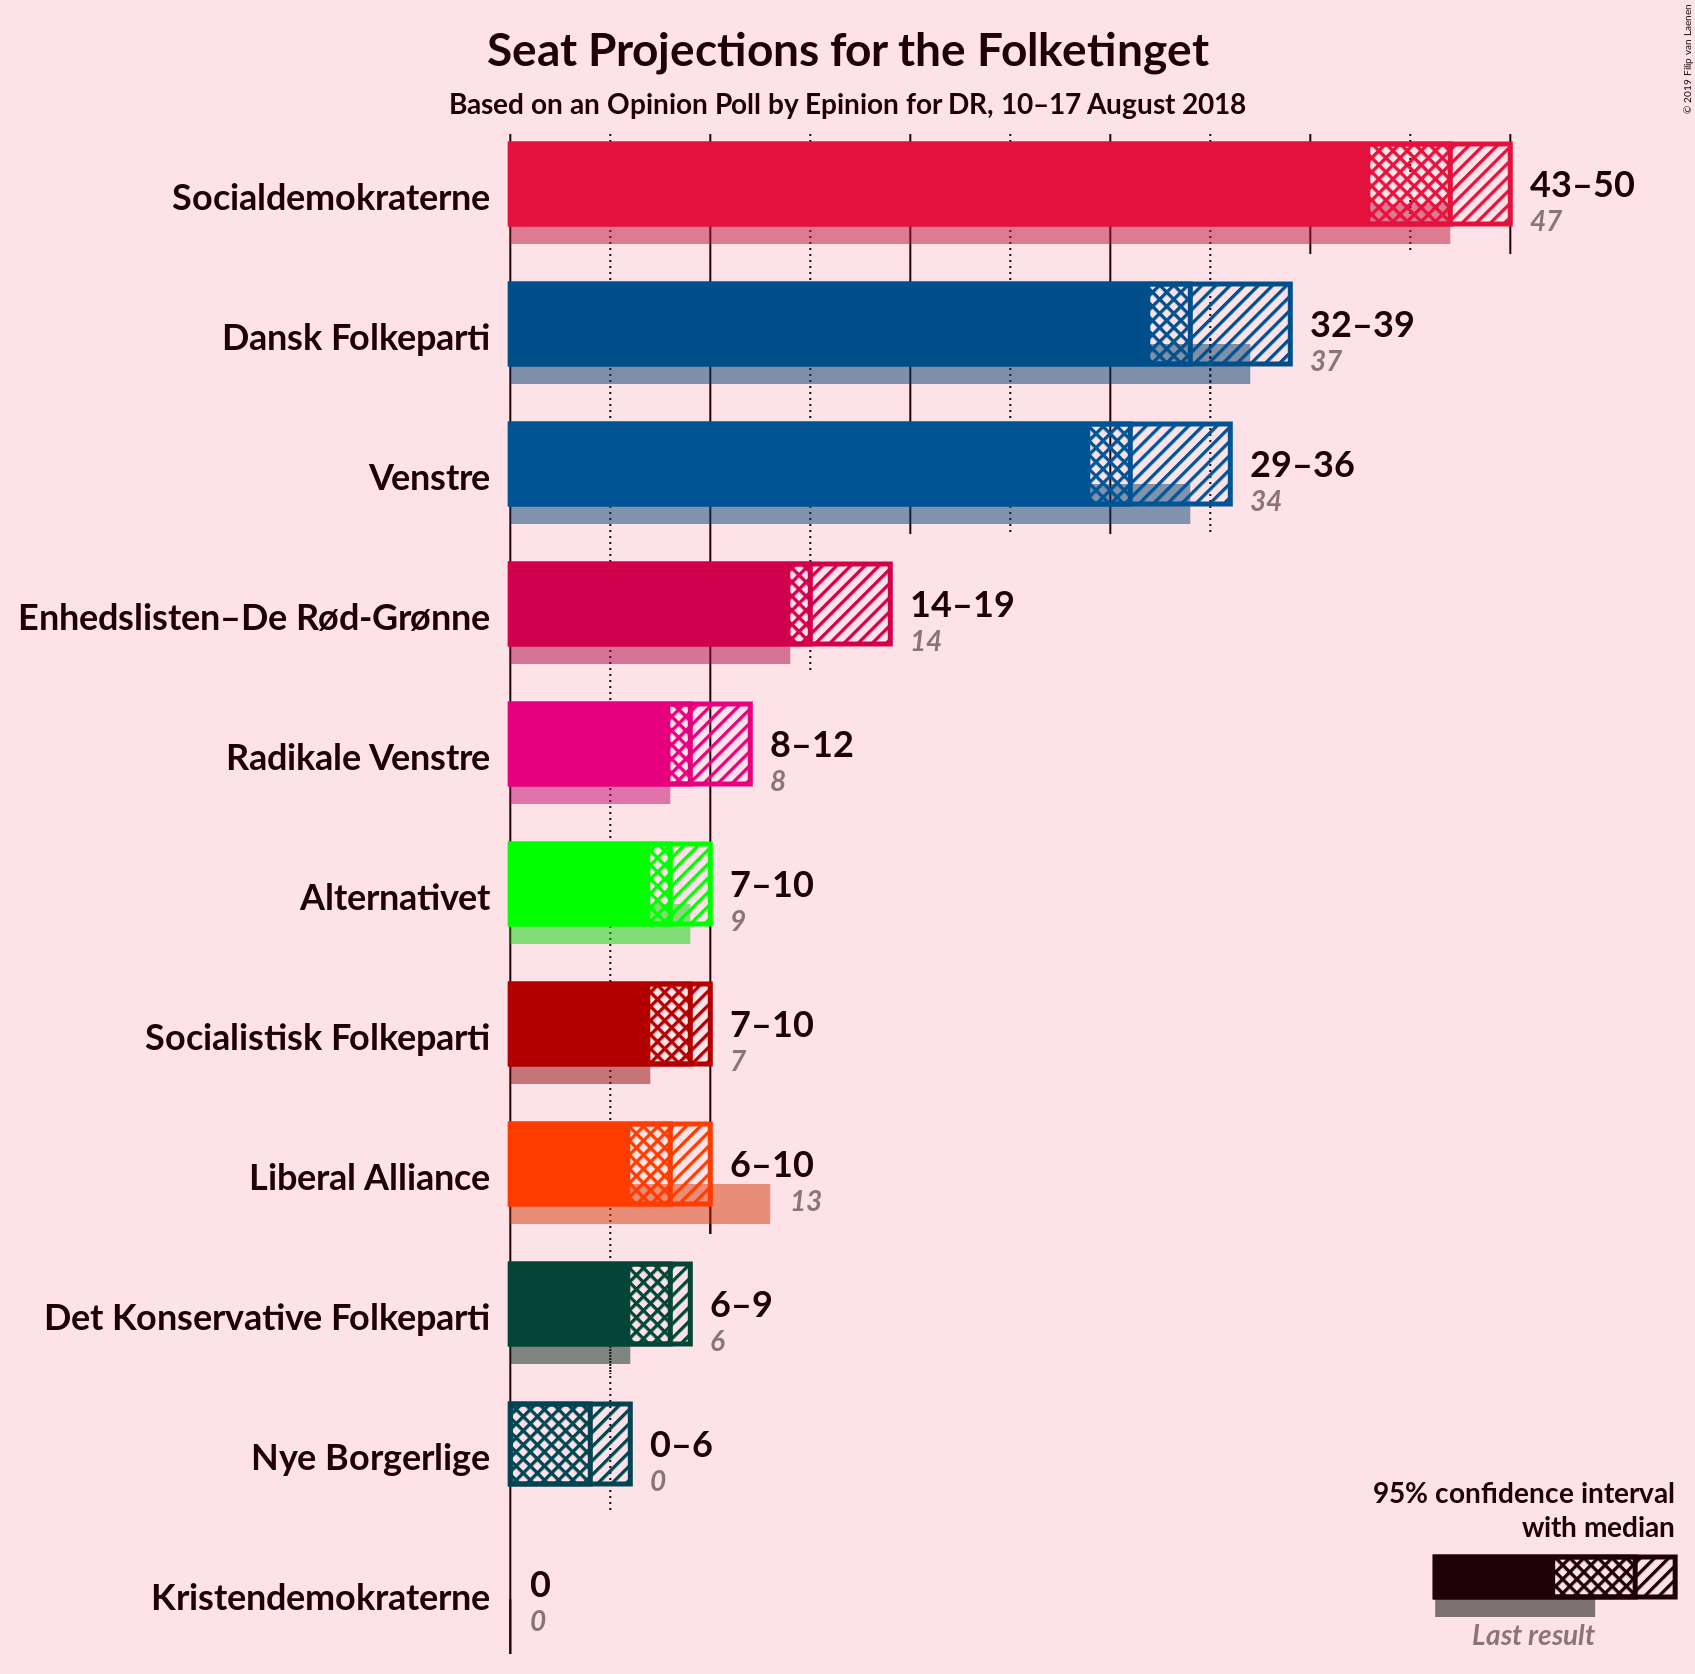 Seat Projections for the Folketinget
Based on an Opinion Poll by Epinion for DR, 10–17 August 2018
© 2019 Filip van Laenen
Socialdemokraterne
43–50
47
Dansk Folkeparti
32–39
37
Venstre
29–36
34
Enhedslisten–De Rød-Grønne
14–19
14
Radikale Venstre
8–12
8
Alternativet
7–10
9
Socialistisk Folkeparti
7–10
7
Liberal Alliance
6–10
13
Det Konservative Folkeparti
6–9
6
Nye Borgerlige
0–6
0
Kristendemokraterne
0
0
95% confidence interval
with median
Last result